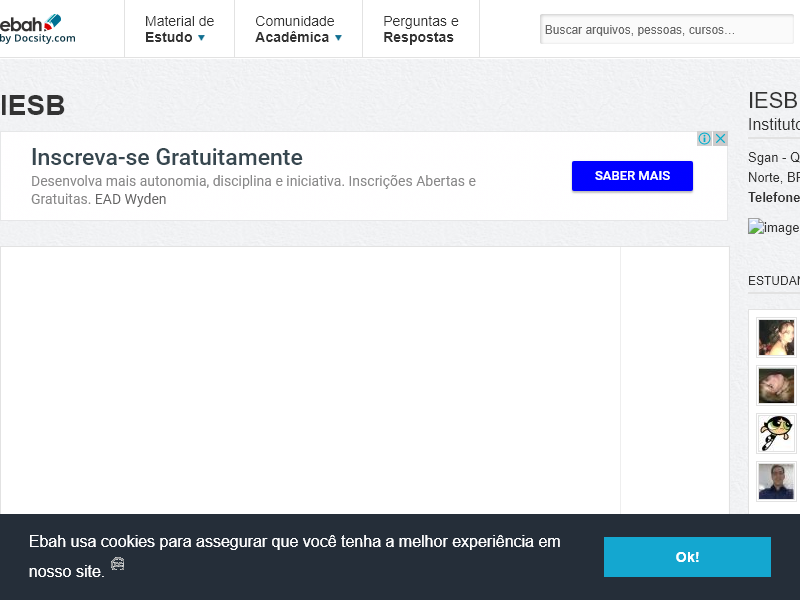 ebah
by Docsity.com
Material de
Estudo
Comunidade
Acadêmica
Perguntas e
Respostas
Buscar arquivos, pessoas, cursos...
IESB
Inscreva-se Gratuitamente
Desenvolva mais autonomia, disciplina e iniciativa. Inscrições Abertas e
Gratuitas. EAD Wyden
SABER MAIS
IESB
Instituto
Sgan - Q
Norte, BR
Telefone
image
ESTUDAN
Ebah usa cookies para assegurar que você tenha a melhor experiência em
nosso site.
Ok!